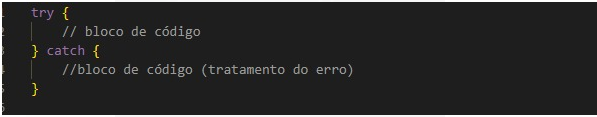 try {
// bloco de código
} catch {
//bloco de código (tratamento do erro)
}